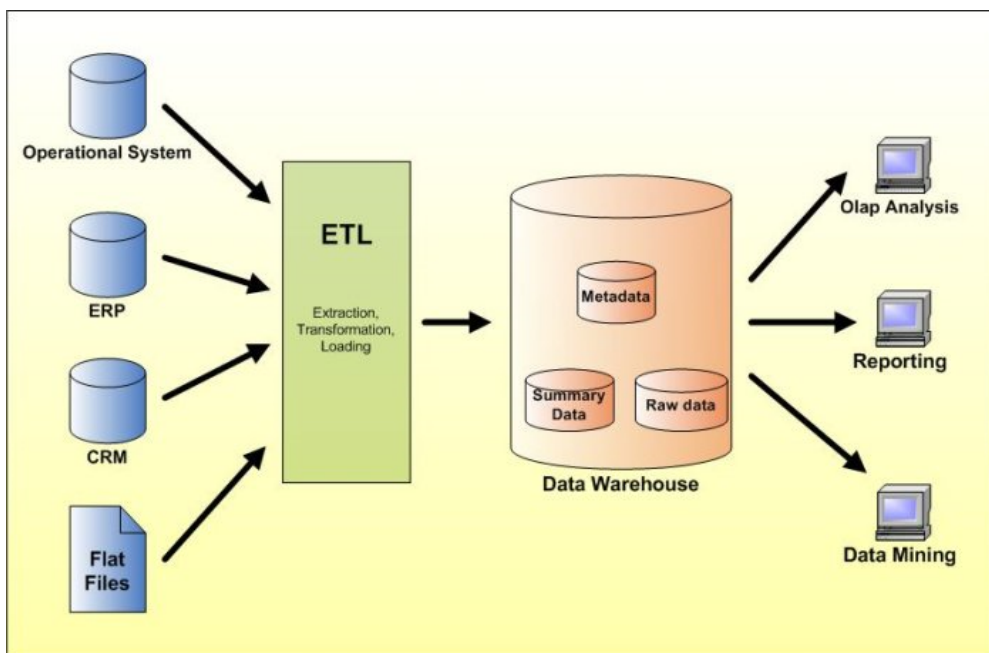 Operational System
ERP
CRM
Flat
Files
ETL
Extraction,
Transformation,
Loading
Metadata
Summary
Data
Raw data
Data Warehouse
Olap Analysis
Reporting
Data Mining